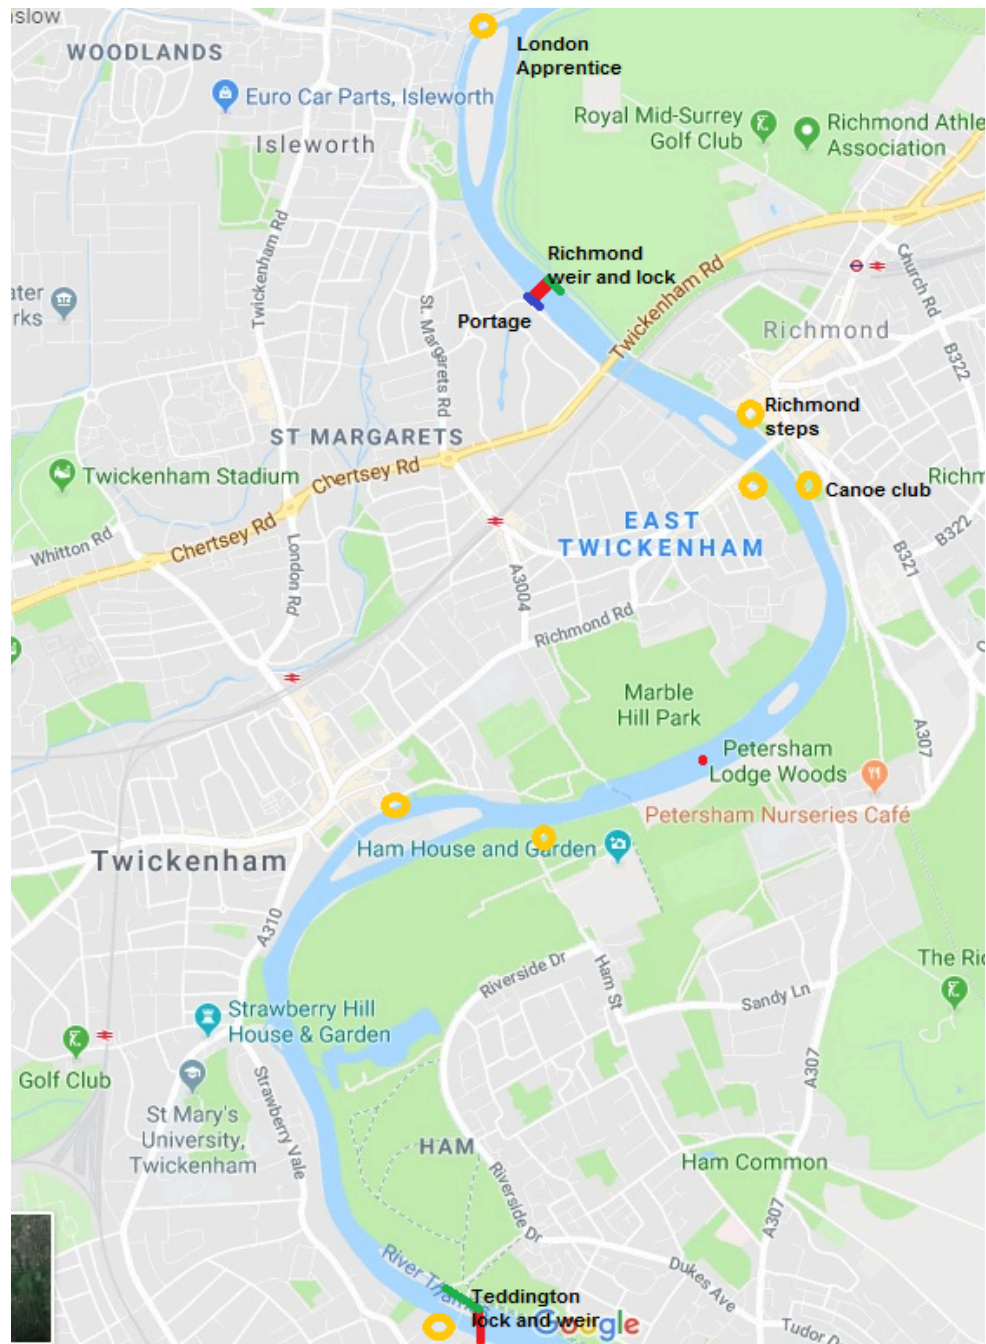 slow
WOODLANDS
London
Apprentice
Euro Car Parts, Isleworth
Royal Mid-Surrey
Golf Club
Richmond Athle
Association
Isleworth
Twickenham Rd
Richmond
weir and lock
Church Rd
ater
rks
St. Margarets Rd
Portage
Twickenham Rd
Richmond
B322
Richmond
steps
ST MARGARETS
Twickenham Stadium
Chertsey Rd
Canoe club
Richm
Whitton Rd
Chertsey Rd
EAST
TWICKENHAM
B322
B321
London Rd
A3004
Richmond Rd
Marble
Hill Park
A307
Petersham
Lodge Woods
Petersham Nurseries Café
Twickenham
Ham House and Garden
A310
Riverside Dr
Ham St
Sandy Ln
The Ric
Strawberry Hill
House & Garden
Golf Club
A307
St Mary's
University,
Twickenham
Strawberry Vale
HAM
Ham Common
Riverside Dr
A307
River Thames
Dukes Ave
Teddington
lock and weir
Google
Tudor D